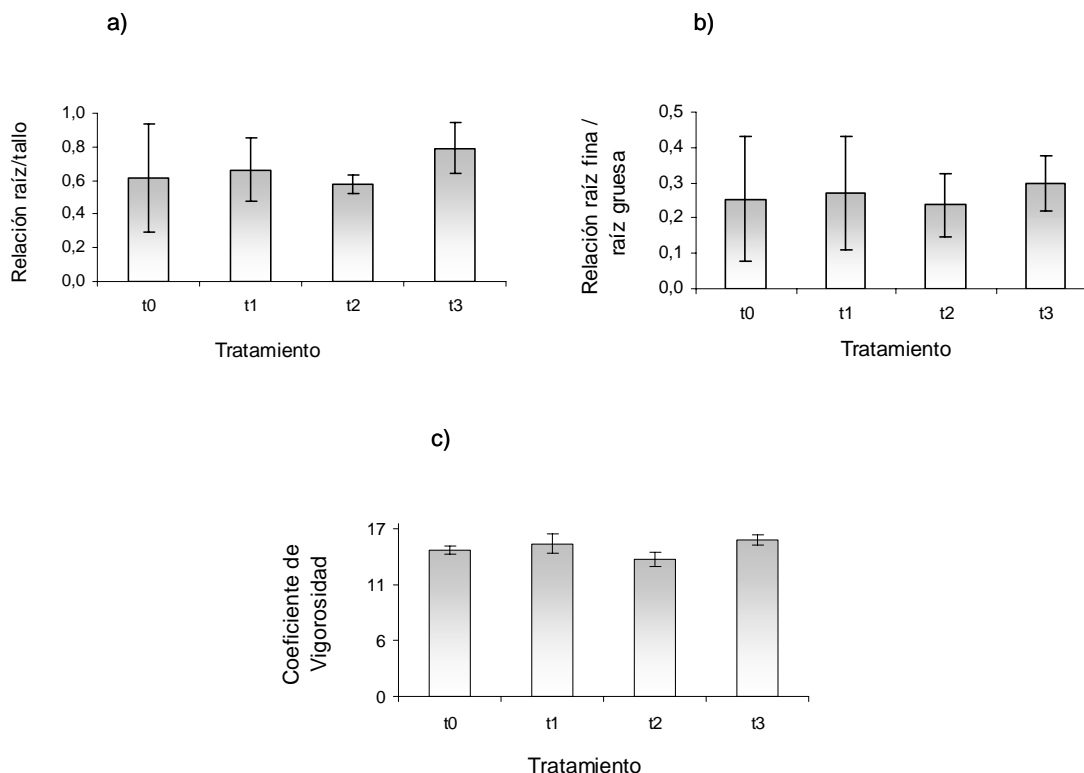 a)
Relación raíz/tallo
1,0
0,8
0,6
0,4
0,2
0,0
t0 t1 t2 t3
Tratamiento
b)
Relación raíz fina /
raíz gruesa
0,5
0,4
0,3
0,2
0,1
0,0
t0 t1 t2 t3
Tratamiento
c)
Coeficiente de
Vigorosidad
17
11
6
0
t0 t1 t2 t3
Tratamiento